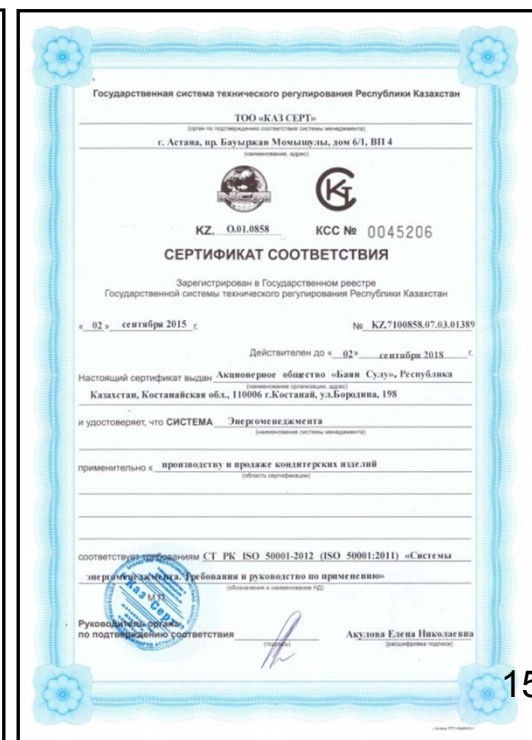 Государственная система технического регулирования Республики Казахстан
ТОО «КАЗ СЕРТ»
(орган по подтверждению соответствия системы менеджмента)
г. Астана, пр. Бауыржан Момышулы, дом 6/1, ВП 4
(наименование, адрес)
KZ. О.01.0858 КСС № 0045206
СЕРТИФИКАТ СООТВЕТСТВИЯ
Зарегистрирован в Государственном реестре
Государственной системы технического регулирования Республики Казахстан
« 02 » сентября 2015 г. № KZ.7100858.07.03.01389
Действителен до « 02» сентября 2018 г.
Настоящий сертификат выдан Акционерное общество «Баян Сулу», Республика
(наименование организации, адрес)
Казахстан, Костанайская обл., 110006 г.Костанай, ул.Бородина, 198
и удостоверяет, что СИСТЕМА Энергоменеджмента
(наименование системы менеджмента)
применительно к производству и продаже кондитерских изделий
(область сертификации)
соответствует требованиям СТ РК ISO 50001-2012 (ISO 50001:2011) «Системы
энергоменеджмента. Требования и руководство по применению»
(обозначения и наименование НД)
М.П.
Каз Серт
Руководитель органа
по подтверждению соответствия Акулова Елена Николаевна
(подпись) (расшифровка подписи)
15